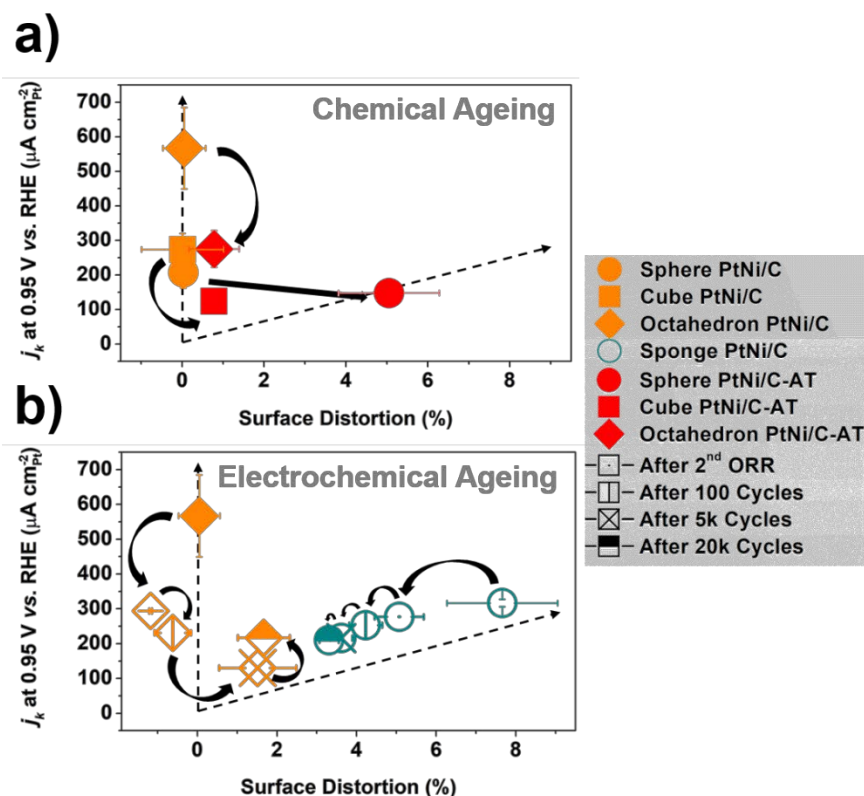 a)
Chemical Ageing
j_k at 0.95 V vs. RHE (μA cm⁻²_Pt)
700
600
500
400
300
200
100
0
0 2 4 6 8
Surface Distortion (%)
b)
Electrochemical Ageing
j_k at 0.95 V vs. RHE (μA cm⁻²_Pt)
700
600
500
400
300
200
100
0
0 2 4 6 8
Surface Distortion (%)
Sphere PtNi/C
Cube PtNi/C
Octahedron PtNi/C
Sponge PtNi/C
Sphere PtNi/C-AT
Cube PtNi/C-AT
Octahedron PtNi/C-AT
After 2nd ORR
After 100 Cycles
After 5k Cycles
After 20k Cycles